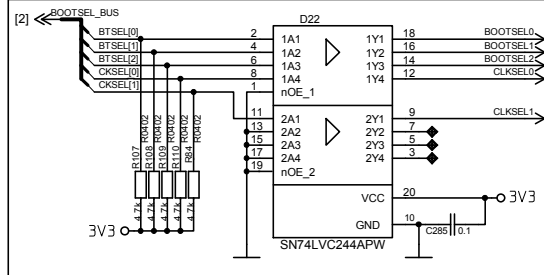 [2] BOOTSEL_BUS
D22
BTSEL[0] 2 1A1 1Y1 18 BOOTSEL0
BTSEL[1] 4 1A2 1Y2 16 BOOTSEL1
BTSEL[2] 6 1A3 1Y3 14 BOOTSEL2
CKSEL[0] 8 1A4 1Y4 12 CLKSEL0
CKSEL[1] 1 nOE_1
11 2A1 2Y1 9 CLKSEL1
13 2A2 2Y2 7
15 2A3 2Y3 5
17 2A4 2Y4 3
19 nOE_2
R107 R0402 4.7k
R108 R0402 4.7k
R109 R0402 4.7k
R110 R0402 4.7k
R84 R0402 4.7k
3V3
VCC 20 3V3
GND 10
C285 0.1
SN74LVC244APW